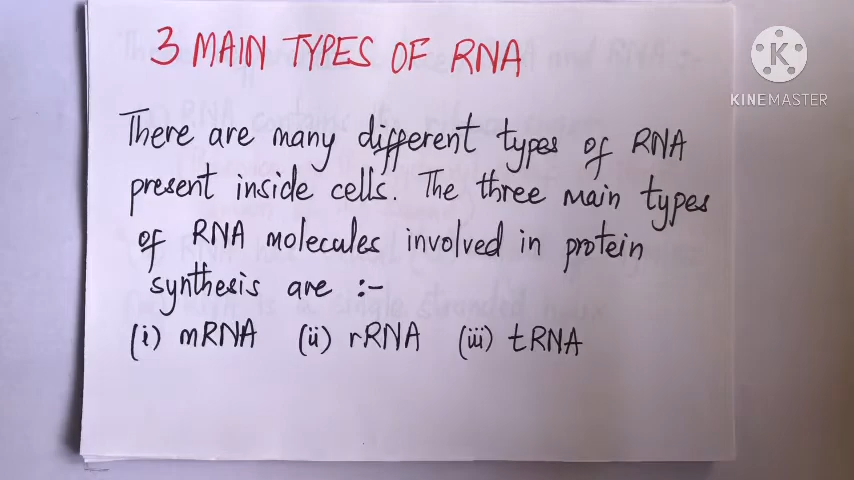 3 MAIN TYPES OF RNA
There are many different types of RNA
present inside cells. The three main types
of RNA molecules involved in protein
synthesis are :-
(i) mRNA (ii) rRNA (iii) tRNA
K
KINEMASTER